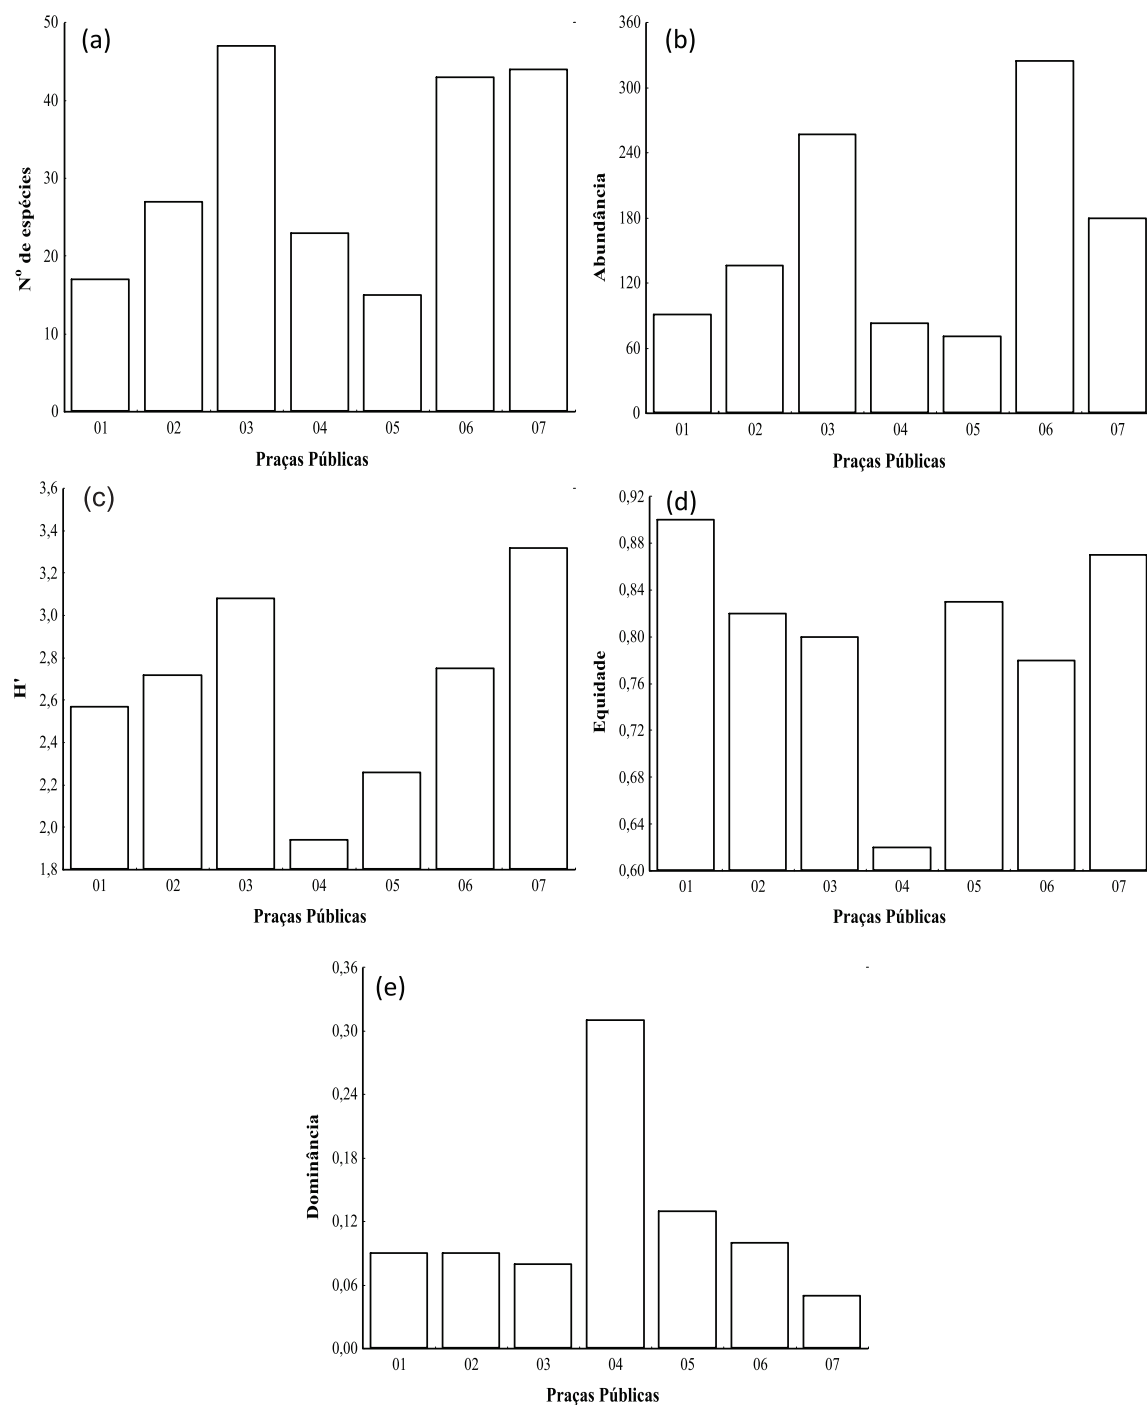 (a)
Nº de espécies
50
40
30
20
10
0
01 02 03 04 05 06 07
Praças Públicas
(b)
Abundância
360
300
240
180
120
60
0
01 02 03 04 05 06 07
Praças Públicas
(c)
H'
3,6
3,4
3,2
3,0
2,8
2,6
2,4
2,2
2,0
1,8
01 02 03 04 05 06 07
Praças Públicas
(d)
Equidade
0,92
0,88
0,84
0,80
0,76
0,72
0,68
0,64
0,60
01 02 03 04 05 06 07
Praças Públicas
(e)
Dominância
0,36
0,30
0,24
0,18
0,12
0,06
0,00
01 02 03 04 05 06 07
Praças Públicas